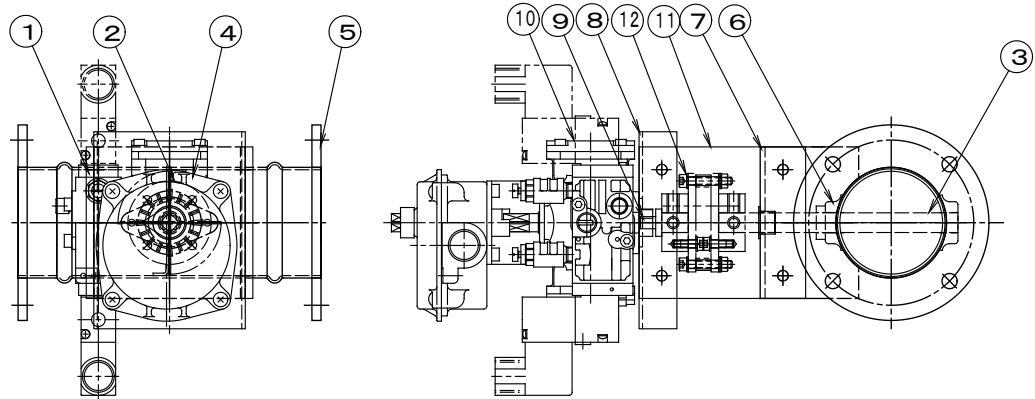 ① ② ④ ⑤ ⑩ ⑨ ⑧ ⑫ ⑪ ⑦ ⑥ ③